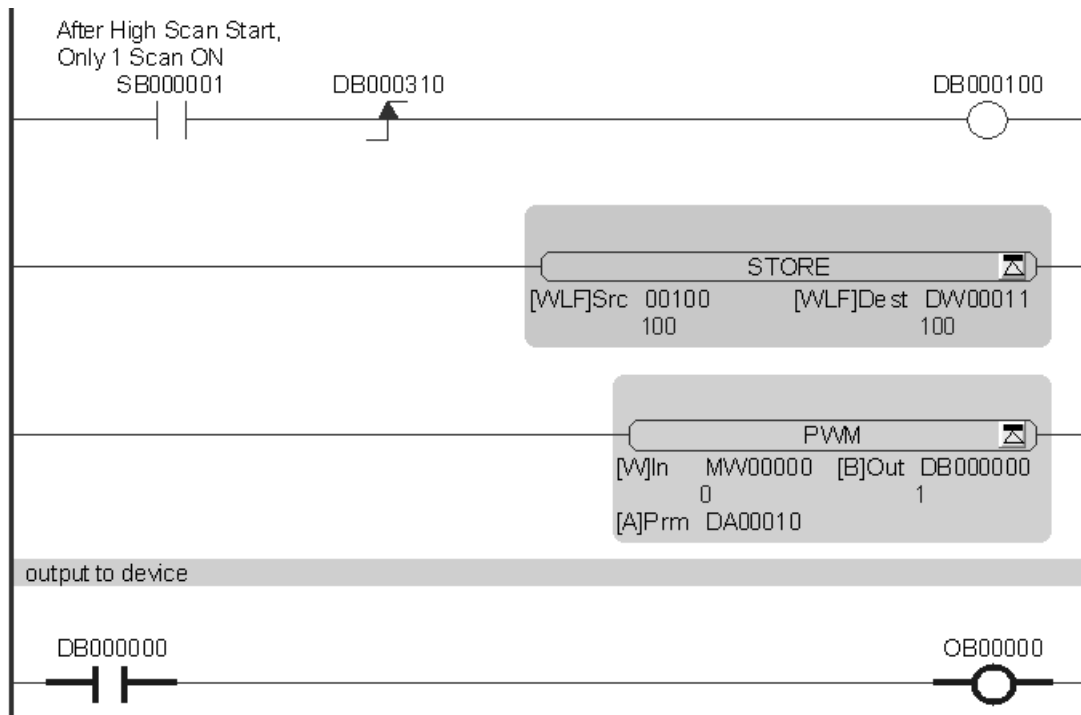 After High Scan Start,
Only 1 Scan ON
SB000001 DB000310 DB000100
STORE
[WLF]Src 00100 [WLF]Dest DW00011
100 100
PWM
[W]In MW00000 [B]Out DB000000
0 1
[A]Prm DA00010
output to device
DB000000 OB00000